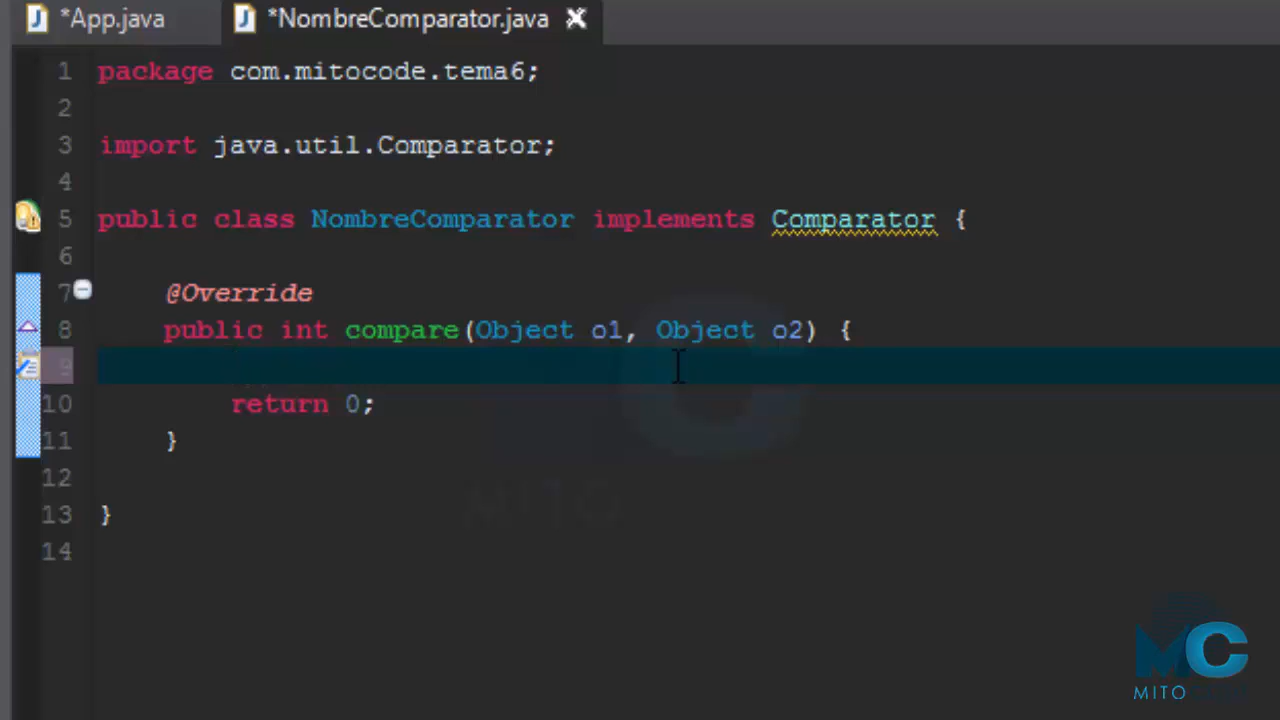 *App.java *NombreComparator.java
1 package com.mitocode.tema6;
2
3 import java.util.Comparator;
4
5 public class NombreComparator implements Comparator {
6
7 @Override
8 public int compare(Object o1, Object o2) {
9
10 return 0;
11 }
12
13 }
14
MITO
MC
MITO